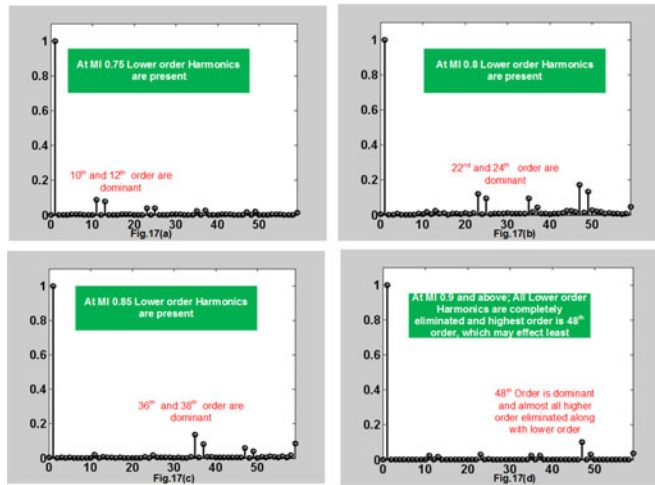 1
At MI 0.75 Lower order Harmonics
are present
0.8
0.6
0.4
10th and 12th order are
dominant
0.2
0
0 10 20 30 40 50
Fig.17(a)
1
At MI 0.8 Lower order Harmonics
are present
0.8
0.6
0.4
22nd and 24th order are
dominant
0.2
0
0 10 20 30 40 50
Fig.17(b)
1
At MI 0.85 Lower order Harmonics
are present
0.8
0.6
0.4
36th and 38th order are
dominant
0.2
0
0 10 20 30 40 50
Fig.17(c)
1
At MI 0.9 and above; All Lower order
Harmonics are completely
eliminated and highest order is 48th
order, which may effect least
0.8
0.6
0.4
48th Order is dominant
and almost all higher
order eliminated along
with lower order
0.2
0
0 10 20 30 40 50
Fig.17(d)